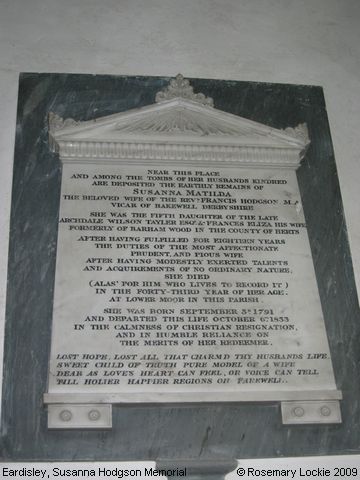 NEAR THIS PLACE
AND AMONG THE TOMBS OF HER HUSBANDS KINDRED
ARE DEPOSITED THE EARTHLY REMAINS OF
SUSANNA MATILDA
THE BELOVED WIFE OF THE REVD FRANCIS HODGSON M.A
VICAR OF BAKEWELL DERBYSHIRE.
SHE WAS THE FIFTH DAUGHTER OF THE LATE
ARCHDALE WILSON TAYLER ESQ. & FRANCES ELIZA HIS WIFE
FORMERLY OF BARHAM WOOD IN THE COUNTY OF HERTS
AFTER HAVING FULFILLED FOR EIGHTEEN YEARS
THE DUTIES OF THE MOST AFFECTIONATE
PRUDENT, AND PIOUS WIFE
AFTER HAVING MODESTLY EXERTED TALENTS
AND ACQUIREMENTS OF NO ORDINARY NATURE,
SHE DIED
(ALAS! FOR HIM WHO LIVES TO RECORD IT)
IN THE FORTY-THIRD YEAR OF HER AGE.
AT LOWER MOOR IN THIS PARISH.
SHE WAS BORN SEPTEMBER 3D 1791
AND DEPARTED THIS LIFE OCTOBER 6TH 1833
IN THE CALMNESS OF CHRISTIAN RESIGNATION,
AND IN HUMBLE RELIANCE ON
THE MERITS OF HER REDEEMER.
LOST HOPE, LOST ALL THAT CHARM'D THY HUSBANDS LIFE
SWEET CHILD OF TRUTH PURE MODEL OF A WIFE
DEAR AS LOVE'S HEART CAN FEEL, OR VOICE CAN TELL
TILL HOLIER HAPPIER REGIONS OH FAREWELL.
Eardisley, Susanna Hodgson Memorial
© Rosemary Lockie 2009